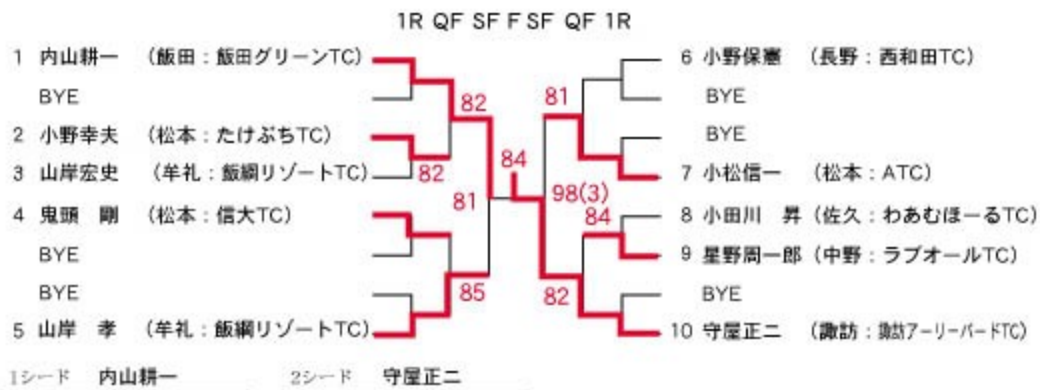 1R QF SF F SF QF 1R
1 内山耕一 （飯田：飯田グリーンTC）
BYE
2 小野幸夫 （松本：たけぶちTC）
3 山岸宏史 （牟礼：飯綱リゾートTC）
4 鬼頭 剛 （松本：信大TC）
BYE
BYE
5 山岸 孝 （牟礼：飯綱リゾートTC）
82
82
81
85
84
98(3)
81
84
82
6 小野保憲 （長野：西和田TC）
BYE
BYE
7 小松信一 （松本：ATC）
8 小田川 昇 （佐久：わあむほーるTC）
9 星野周一郎 （中野：ラブオールTC）
BYE
10 守屋正二 （諏訪：諏訪アーリーバードTC）
1シード 内山耕一 2シード 守屋正二